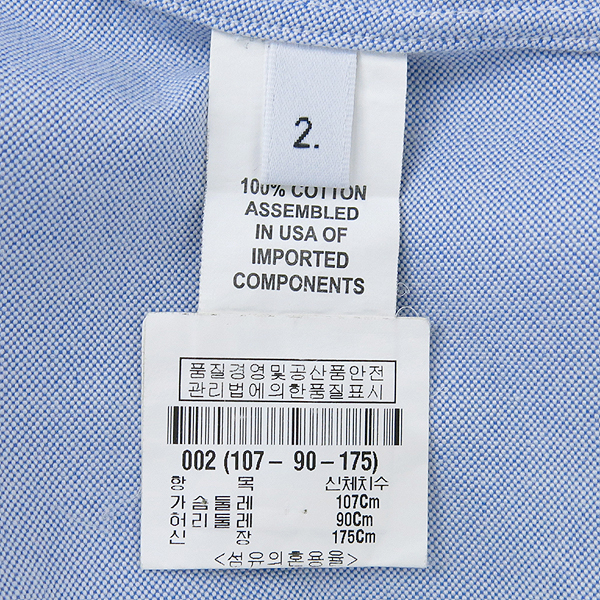 2.
100% COTTON
ASSEMBLED
IN USA OF
IMPORTED
COMPONENTS
품질경영및공산품안전
관리법에의한품질표시
002 (107- 90-175)
항 목 신체치수
가슴둘레 107Cm
허리둘레 90Cm
신 장 175Cm
<섬유의혼용율>